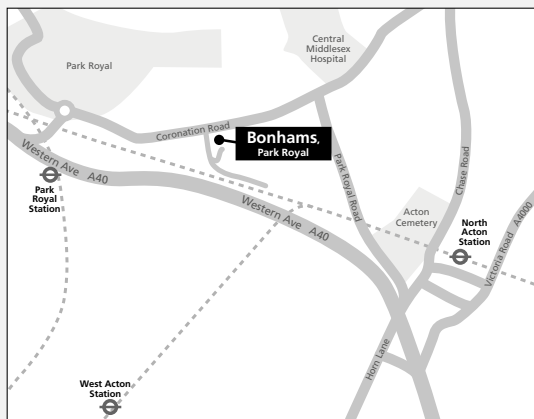 Central
Middlesex
Hospital
Park Royal
Coronation Road
Bonhams,
Park Royal
Western Ave A40
Park Royal Road
Chase Road
Park
Royal
Station
Western Ave A40
Acton
Cemetery
North
Acton
Station
Victoria Road A4000
Horn Lane
West Acton
Station